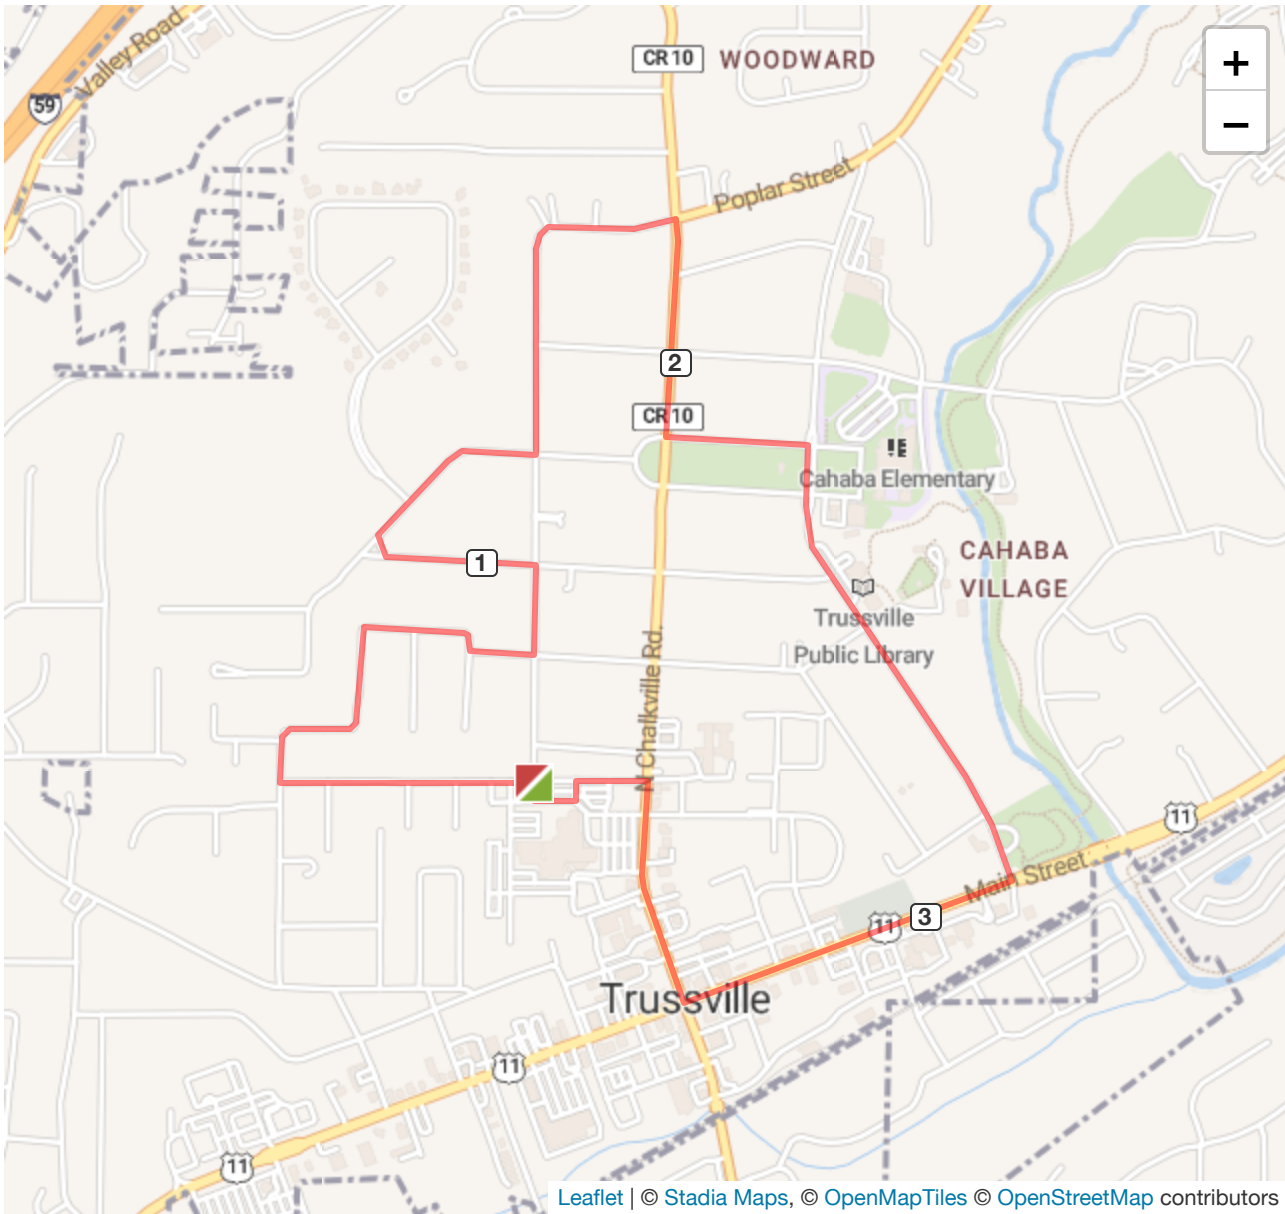 CR 10
WOODWARD
+
Valley Road
59
−
Poplar Street
2
CR 10
Cahaba Elementary
1
CAHABA
VILLAGE
Trussville
Public Library
N Chalkville Rd.
11
Main Street
3
11
Trussville
11
11
Leaflet | © Stadia Maps, © OpenMapTiles © OpenStreetMap contributors